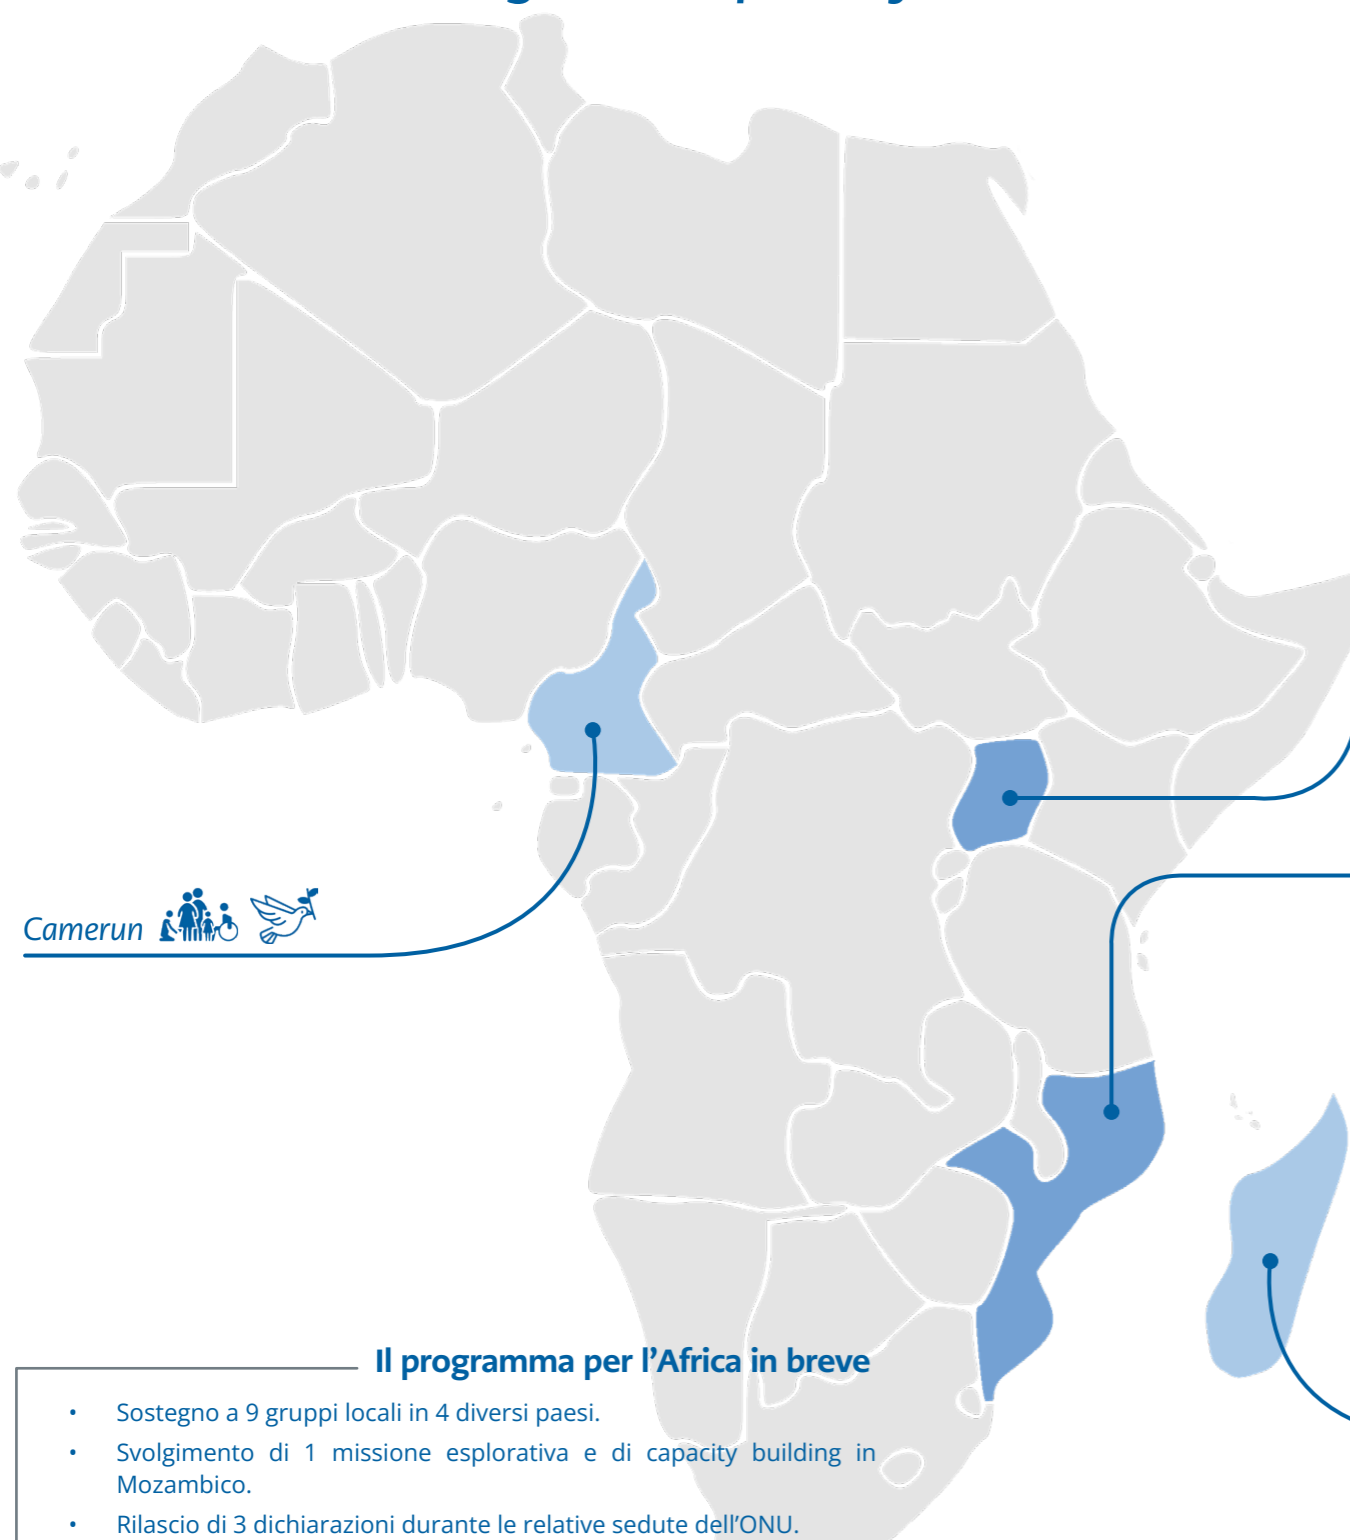 Camerun
Il programma per l'Africa in breve
• Sostegno a 9 gruppi locali in 4 diversi paesi.
• Svolgimento di 1 missione esplorativa e di capacity building in
Mozambico.
• Rilascio di 3 dichiarazioni durante le relative sedute dell'ONU.